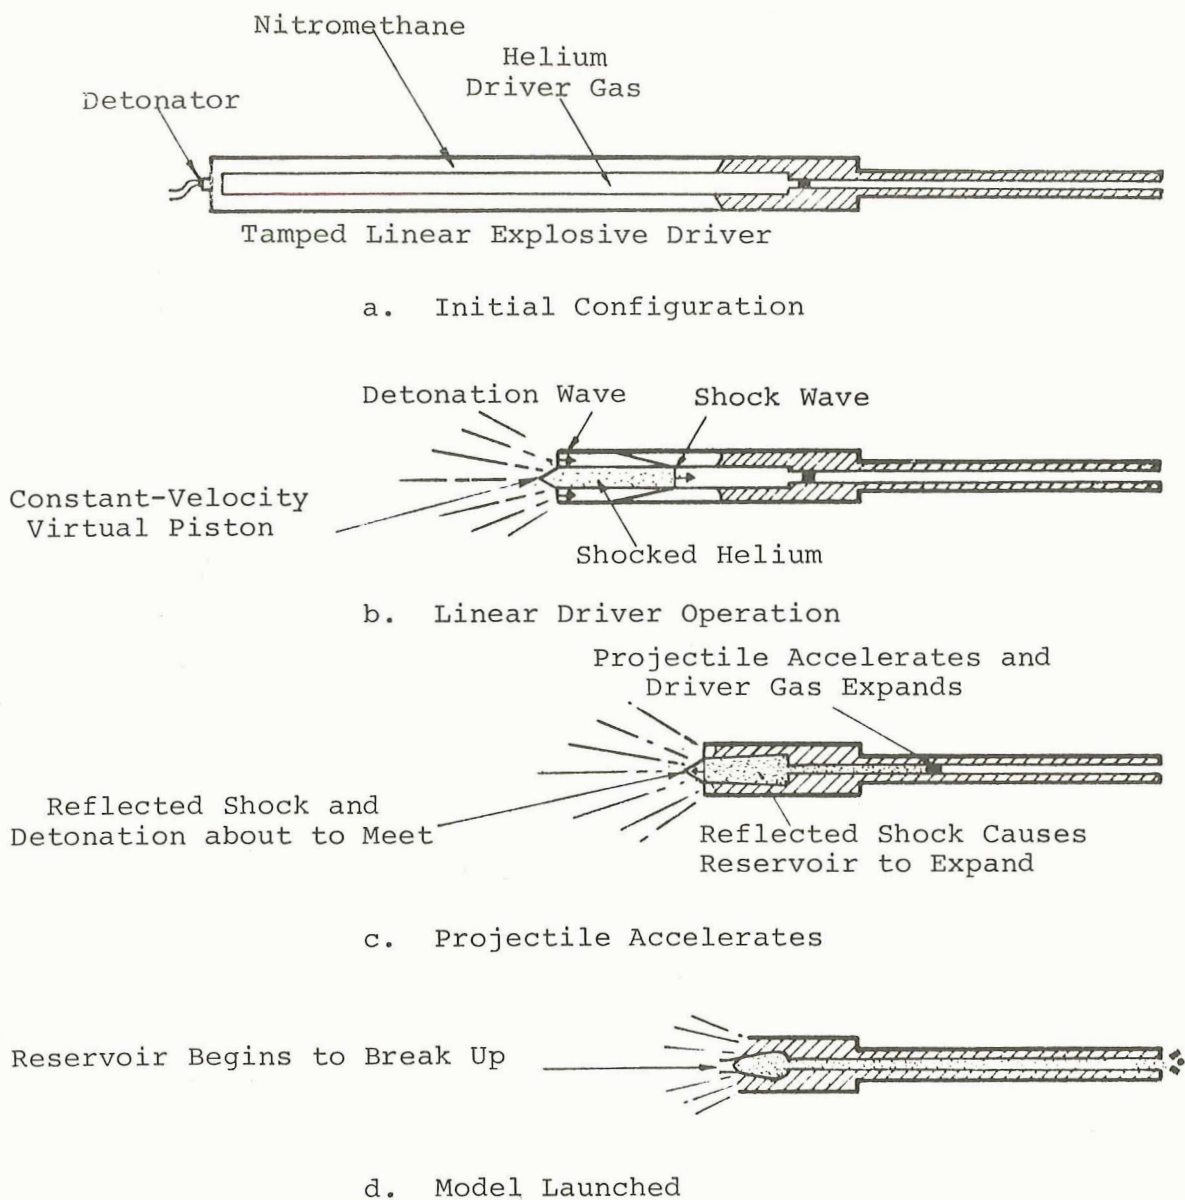 Nitromethane
Helium
Driver Gas
Detonator
Tamped Linear Explosive Driver
a. Initial Configuration
Detonation Wave
Shock Wave
Constant-Velocity
Virtual Piston
Shocked Helium
b. Linear Driver Operation
Projectile Accelerates and
Driver Gas Expands
Reflected Shock and
Detonation about to Meet
Reflected Shock Causes
Reservoir to Expand
c. Projectile Accelerates
Reservoir Begins to Break Up
d. Model Launched